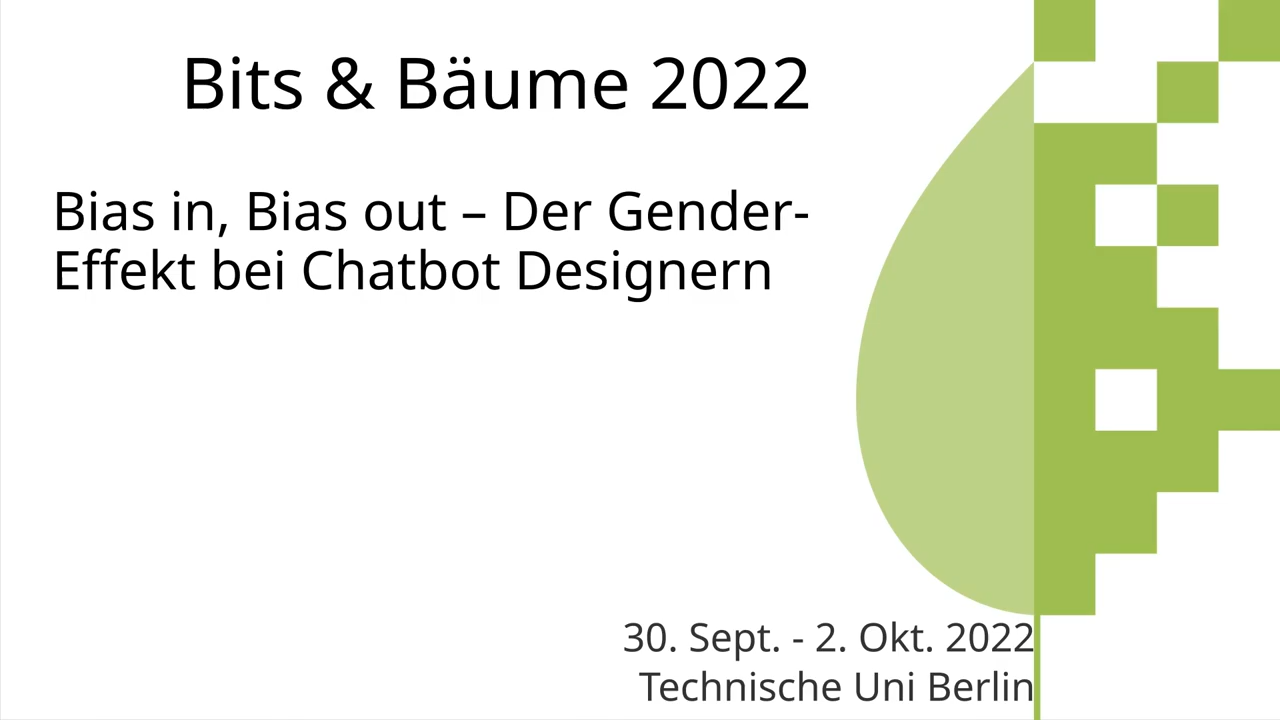 Bits & Bäume 2022
Bias in, Bias out – Der Gender-
Effekt bei Chatbot Designern
30. Sept. - 2. Okt. 2022
Technische Uni Berlin